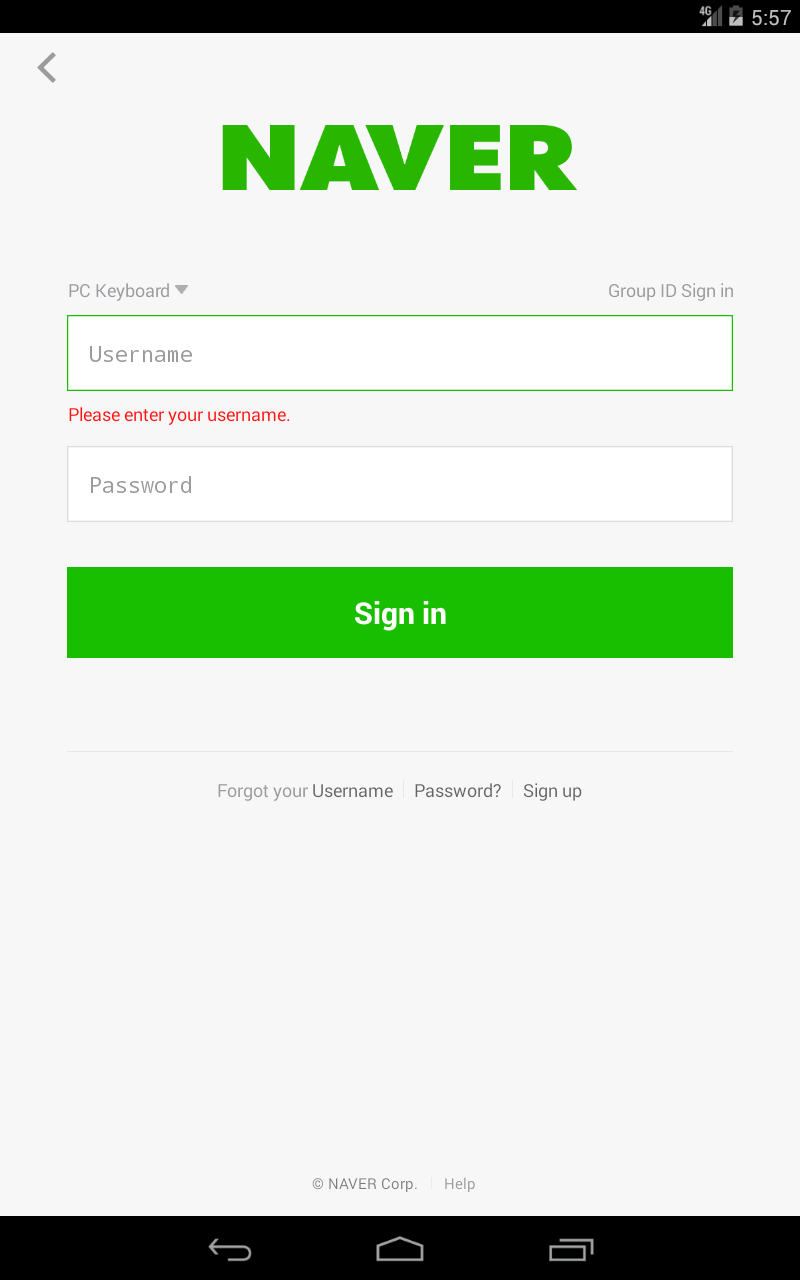 4G 5:57
NAVER
PC Keyboard Group ID Sign in
Username
Please enter your username.
Password
Sign in
Forgot your Username Password? Sign up
© NAVER Corp. Help